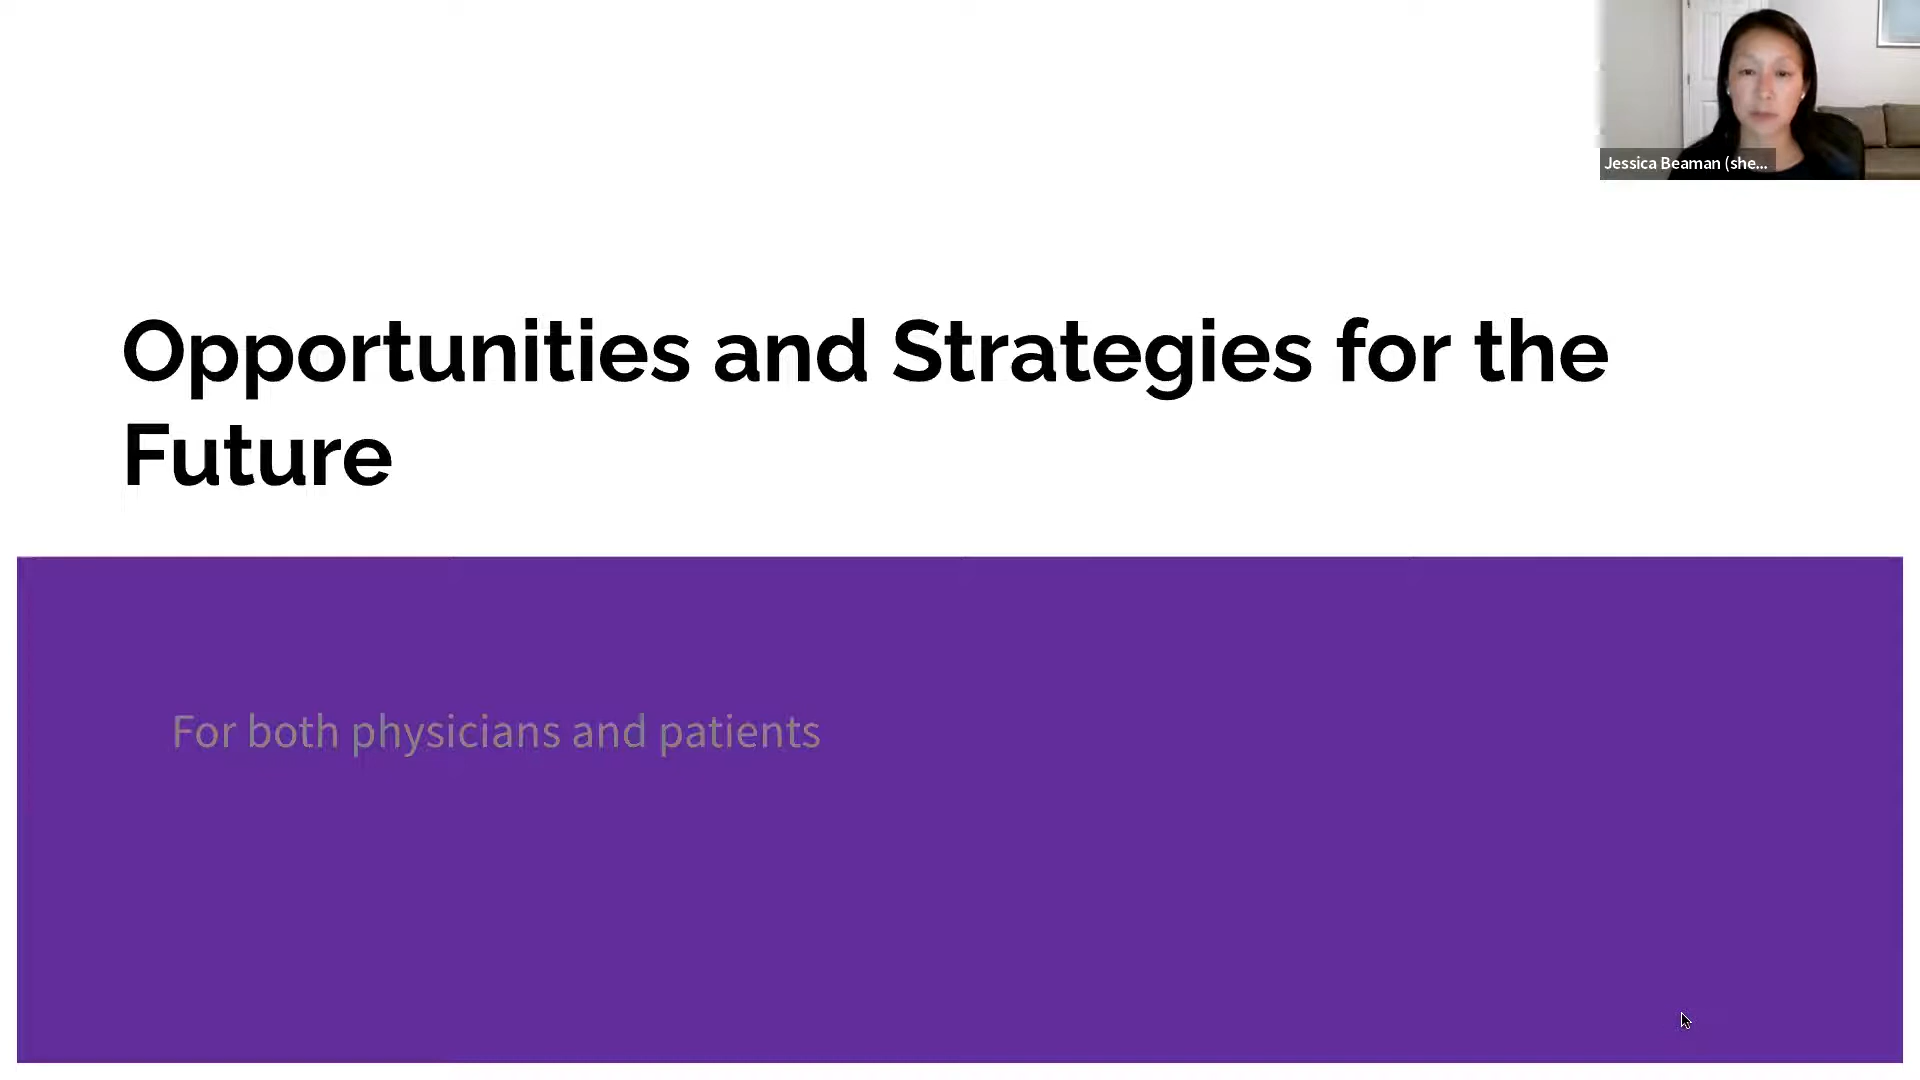 Jessica Beaman (she...
Opportunities and Strategies for the
Future
For both physicians and patients